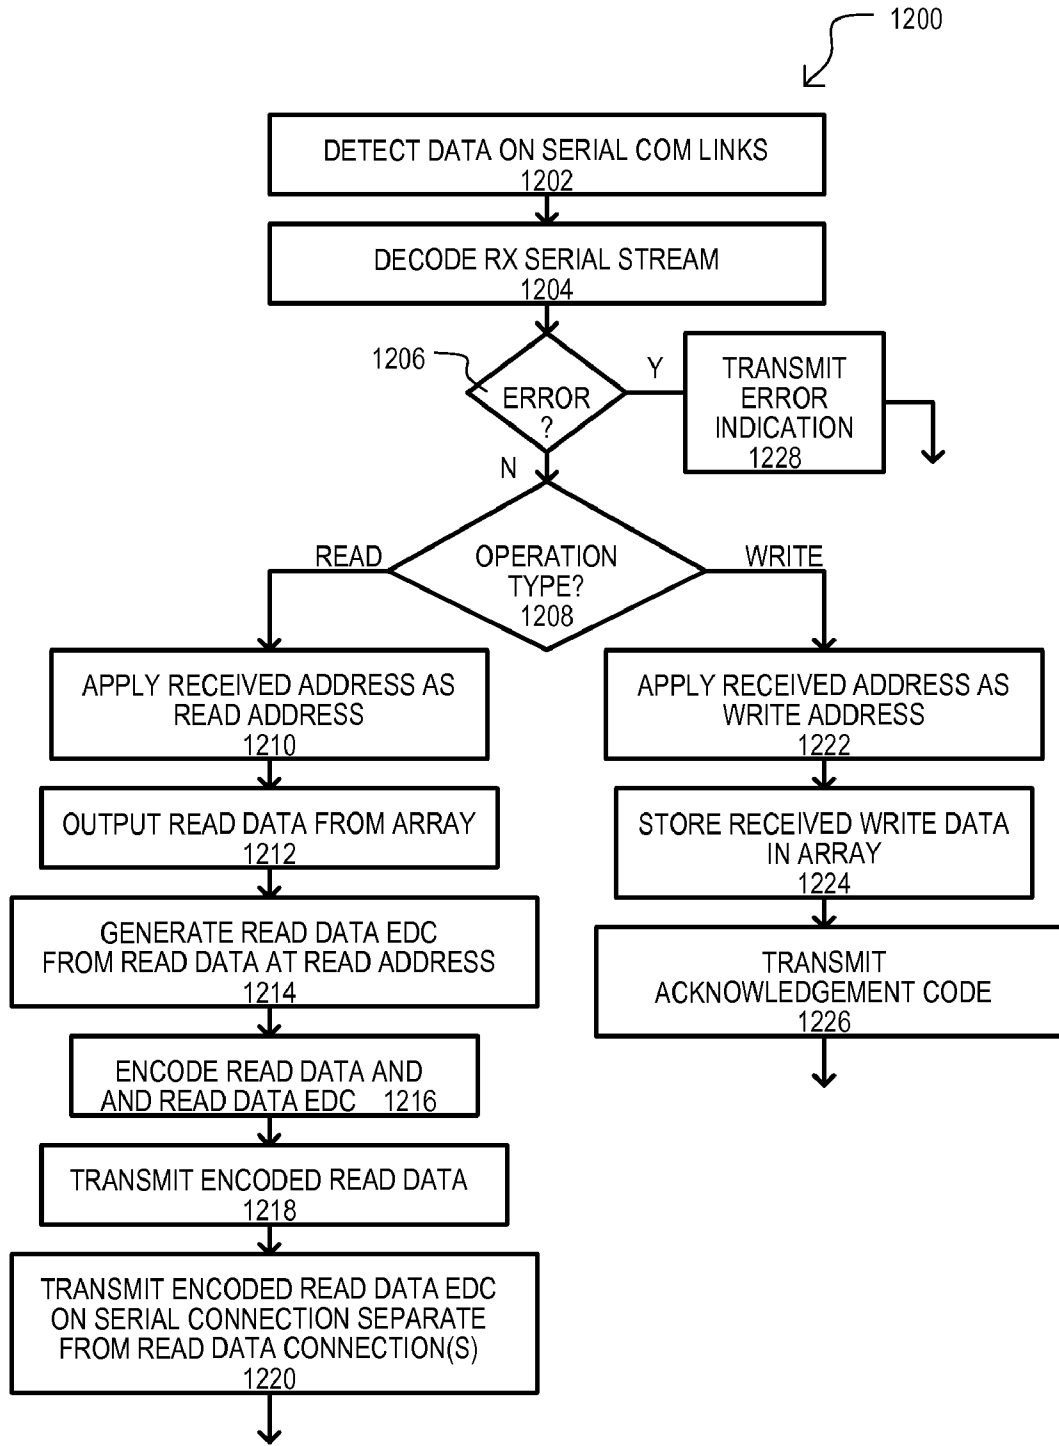 1200
DETECT DATA ON SERIAL COM LINKS
1202
DECODE RX SERIAL STREAM
1204
1206
ERROR
?
Y
TRANSMIT
ERROR
INDICATION
1228
N
OPERATION
TYPE?
1208
READ
WRITE
APPLY RECEIVED ADDRESS AS
READ ADDRESS
1210
OUTPUT READ DATA FROM ARRAY
1212
GENERATE READ DATA EDC
FROM READ DATA AT READ ADDRESS
1214
ENCODE READ DATA AND
AND READ DATA EDC 1216
TRANSMIT ENCODED READ DATA
1218
TRANSMIT ENCODED READ DATA EDC
ON SERIAL CONNECTION SEPARATE
FROM READ DATA CONNECTION(S)
1220
APPLY RECEIVED ADDRESS AS
WRITE ADDRESS
1222
STORE RECEIVED WRITE DATA
IN ARRAY
1224
TRANSMIT
ACKNOWLEDGEMENT CODE
1226